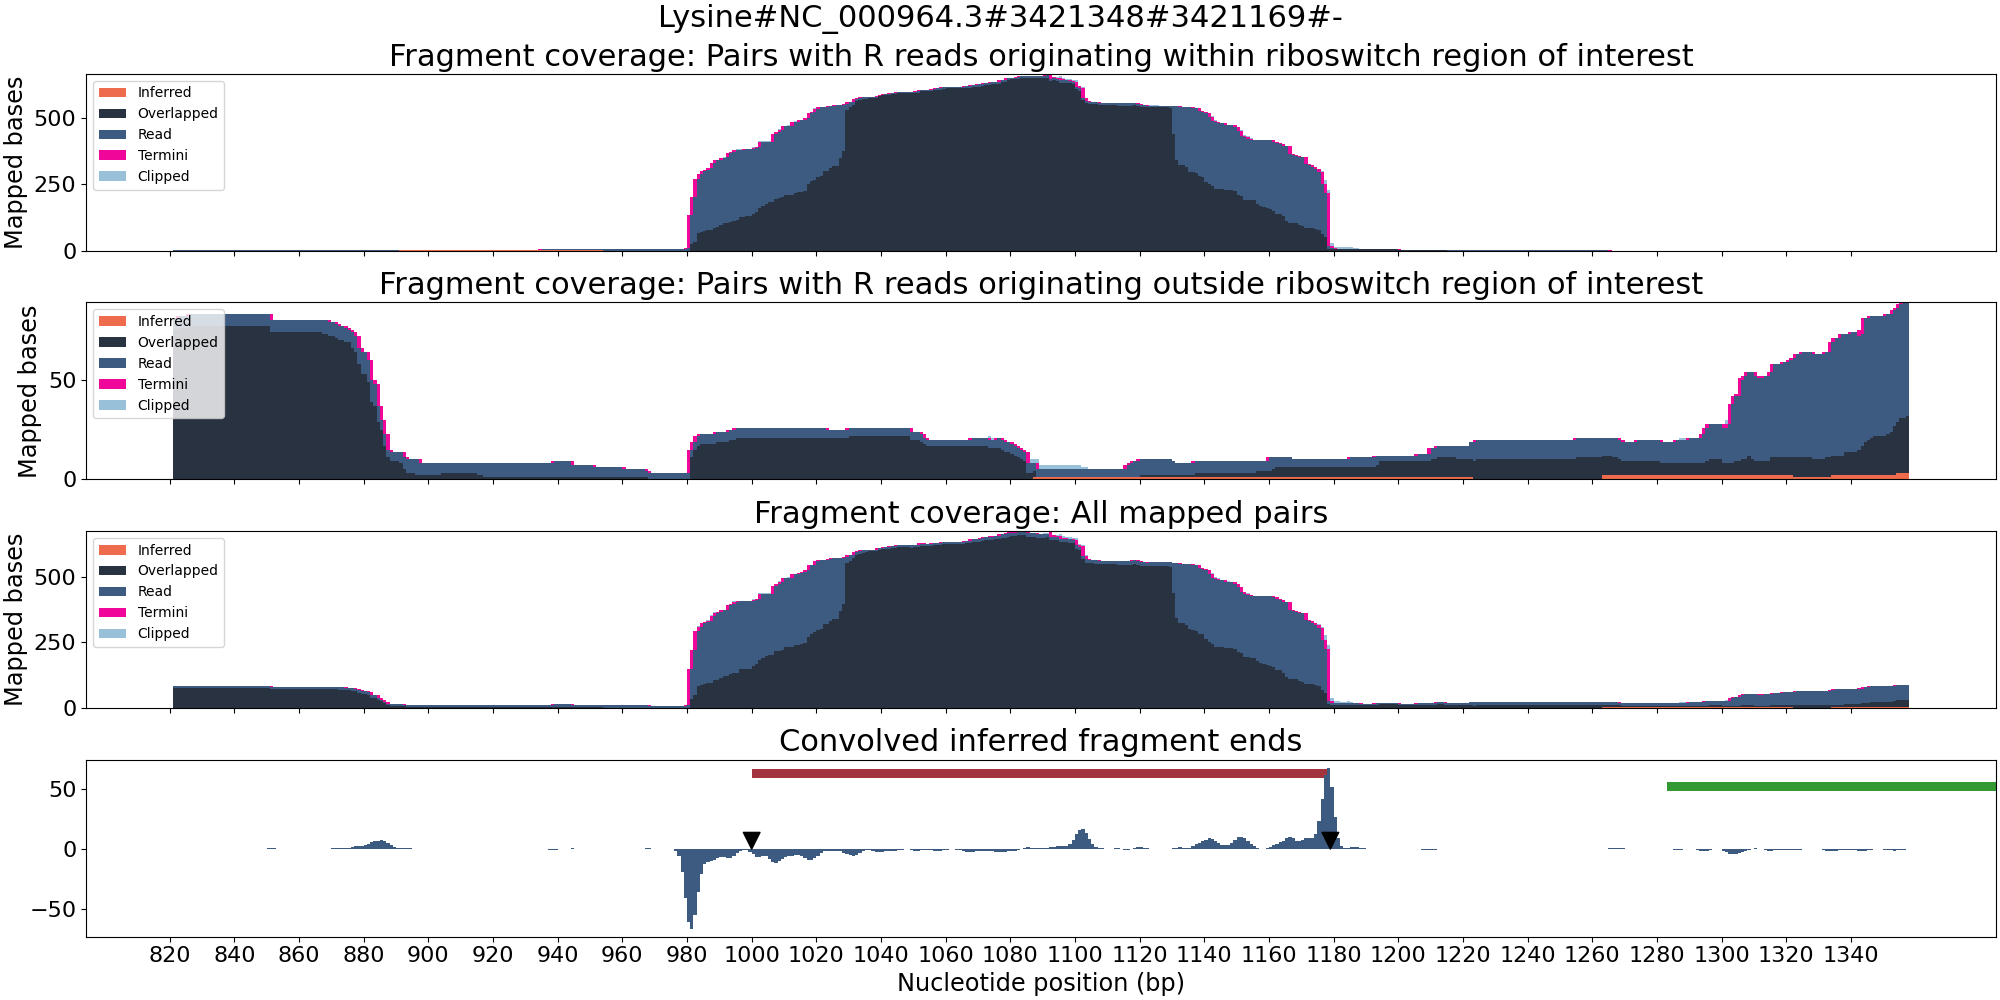 Lysine#NC_000964.3#3421348#3421169#-
Fragment coverage: Pairs with R reads originating within riboswitch region of interest
Mapped bases
500
250
0
Inferred
Overlapped
Read
Termini
Clipped
Fragment coverage: Pairs with R reads originating outside riboswitch region of interest
Mapped bases
50
0
Inferred
Overlapped
Read
Termini
Clipped
Fragment coverage: All mapped pairs
Mapped bases
500
250
0
Inferred
Overlapped
Read
Termini
Clipped
Convolved inferred fragment ends
50
0
−50
820 840 860 880 900 920 940 960 980 1000 1020 1040 1060 1080 1100 1120 1140 1160 1180 1200 1220 1240 1260 1280 1300 1320 1340
Nucleotide position (bp)